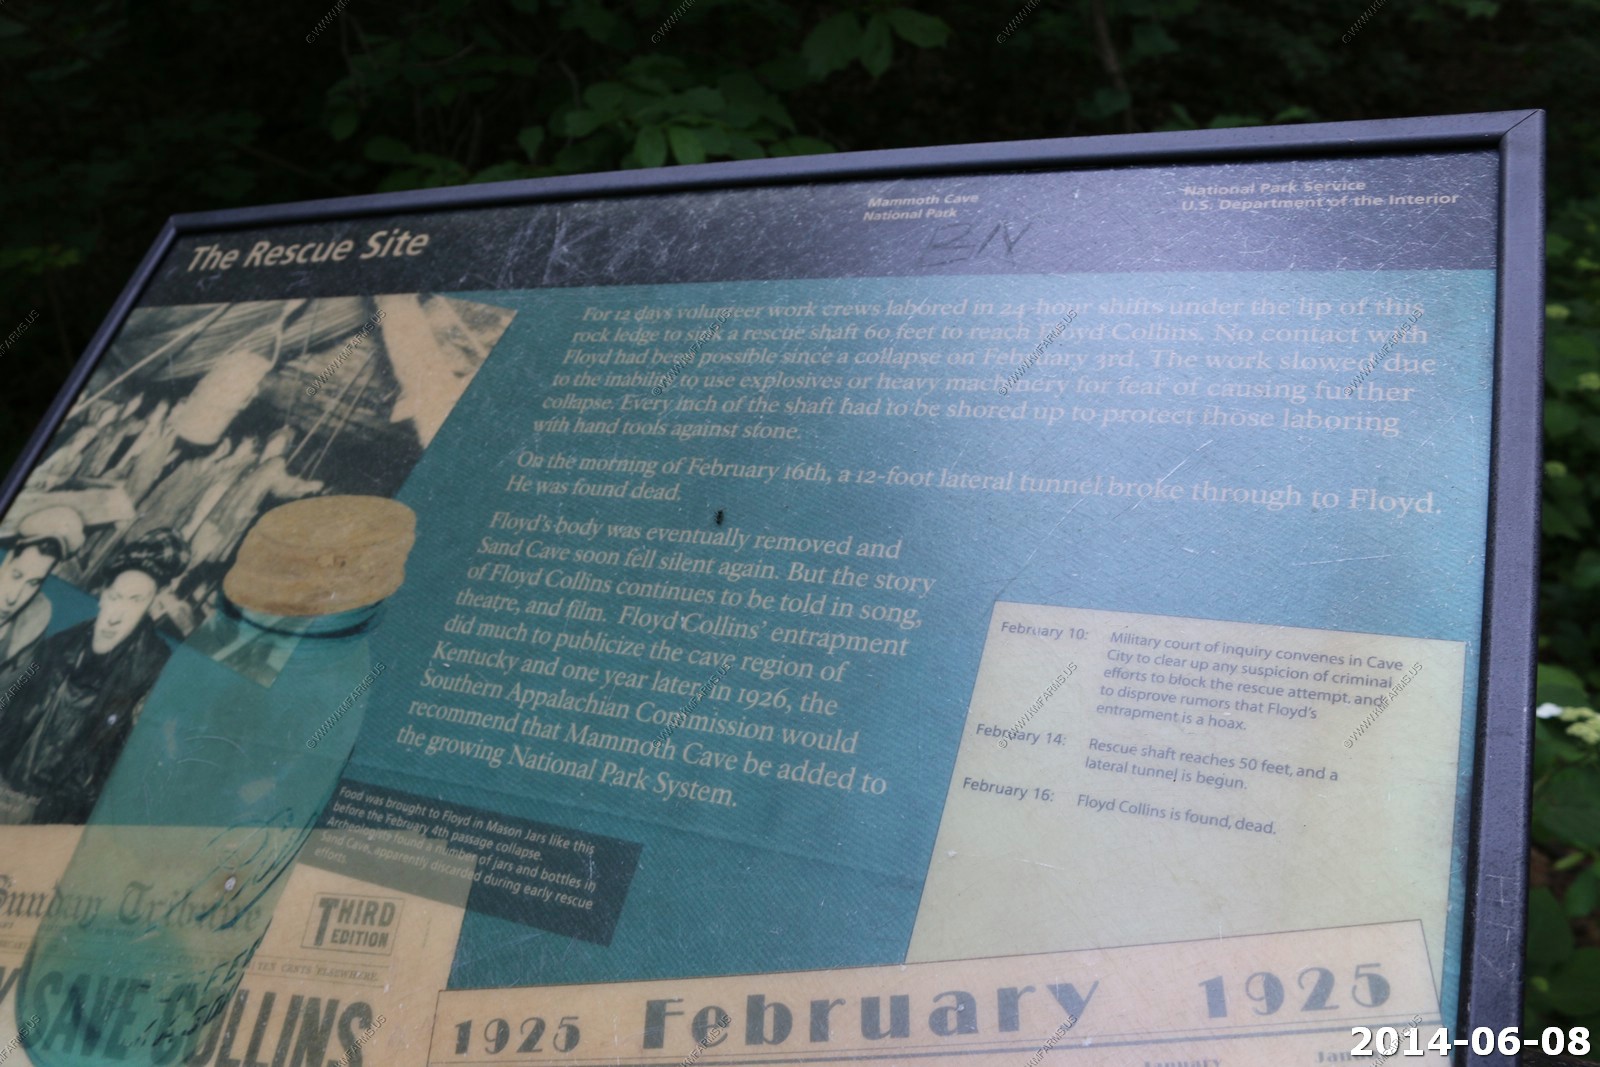 The Rescue Site
Mammoth Cave
National Park
National Park Service
U.S. Department of the Interior
BN
For 12 days volunteer work crews labored in 24-hour shifts under the lip of this
rock ledge to sink a rescue shaft 60 feet to reach Floyd Collins. No contact with
Floyd had been possible since a collapse on February 3rd. The work slowed due
to the inability to use explosives or heavy machinery for fear of causing further
collapse. Every inch of the shaft had to be shored up to protect those laboring
with hand tools against stone.
On the morning of February 16th, a 12-foot lateral tunnel broke through to Floyd.
He was found dead.
Floyd's body was eventually removed and
Sand Cave soon fell silent again. But the story
of Floyd Collins continues to be told in song,
theatre, and film. Floyd Collins' entrapment
did much to publicize the cave region of
Kentucky and one year later in 1926, the
Southern Appalachian Commission would
recommend that Mammoth Cave be added to
the growing National Park System.
Food was brought to Floyd in Mason Jars like this
before the February 4th passage collapse.
Archeologists found a number of jars and bottles in
Sand Cave, apparently discarded during early rescue
efforts.
February 10: Military court of inquiry convenes in Cave
City to clear up any suspicion of criminal
efforts to block the rescue attempt, and
to disprove rumors that Floyd's
entrapment is a hoax.
February 14: Rescue shaft reaches 50 feet, and a
lateral tunnel is begun.
February 16: Floyd Collins is found, dead.
Sunday Tribune
THIRD
EDITION
TEN CENTS ELSEWHERE
SAVE COLLINS
1925 February 1925
January
©WWW.KMFARMS.US
2014-06-08